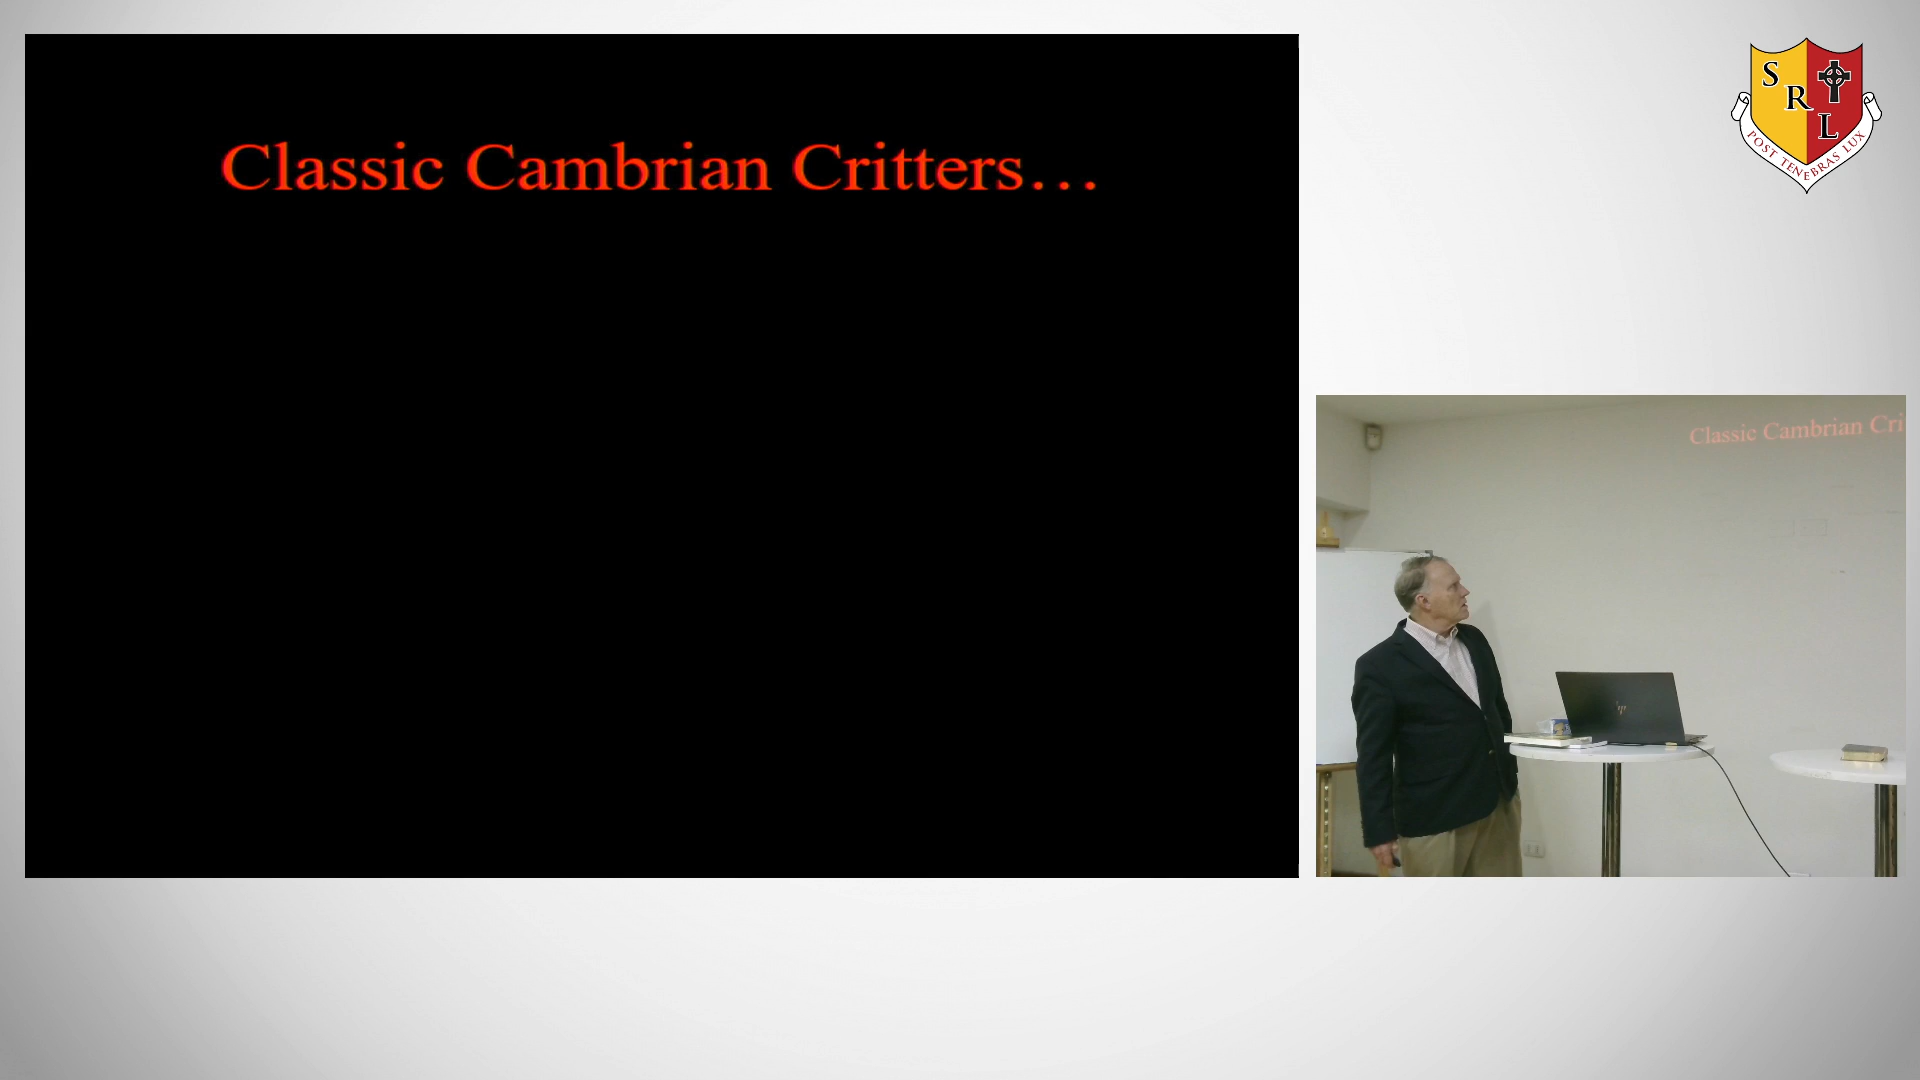 Classic Cambrian Critters...
S
R
L
POST TENEBRAS LUX
Classic Cambrian Cri